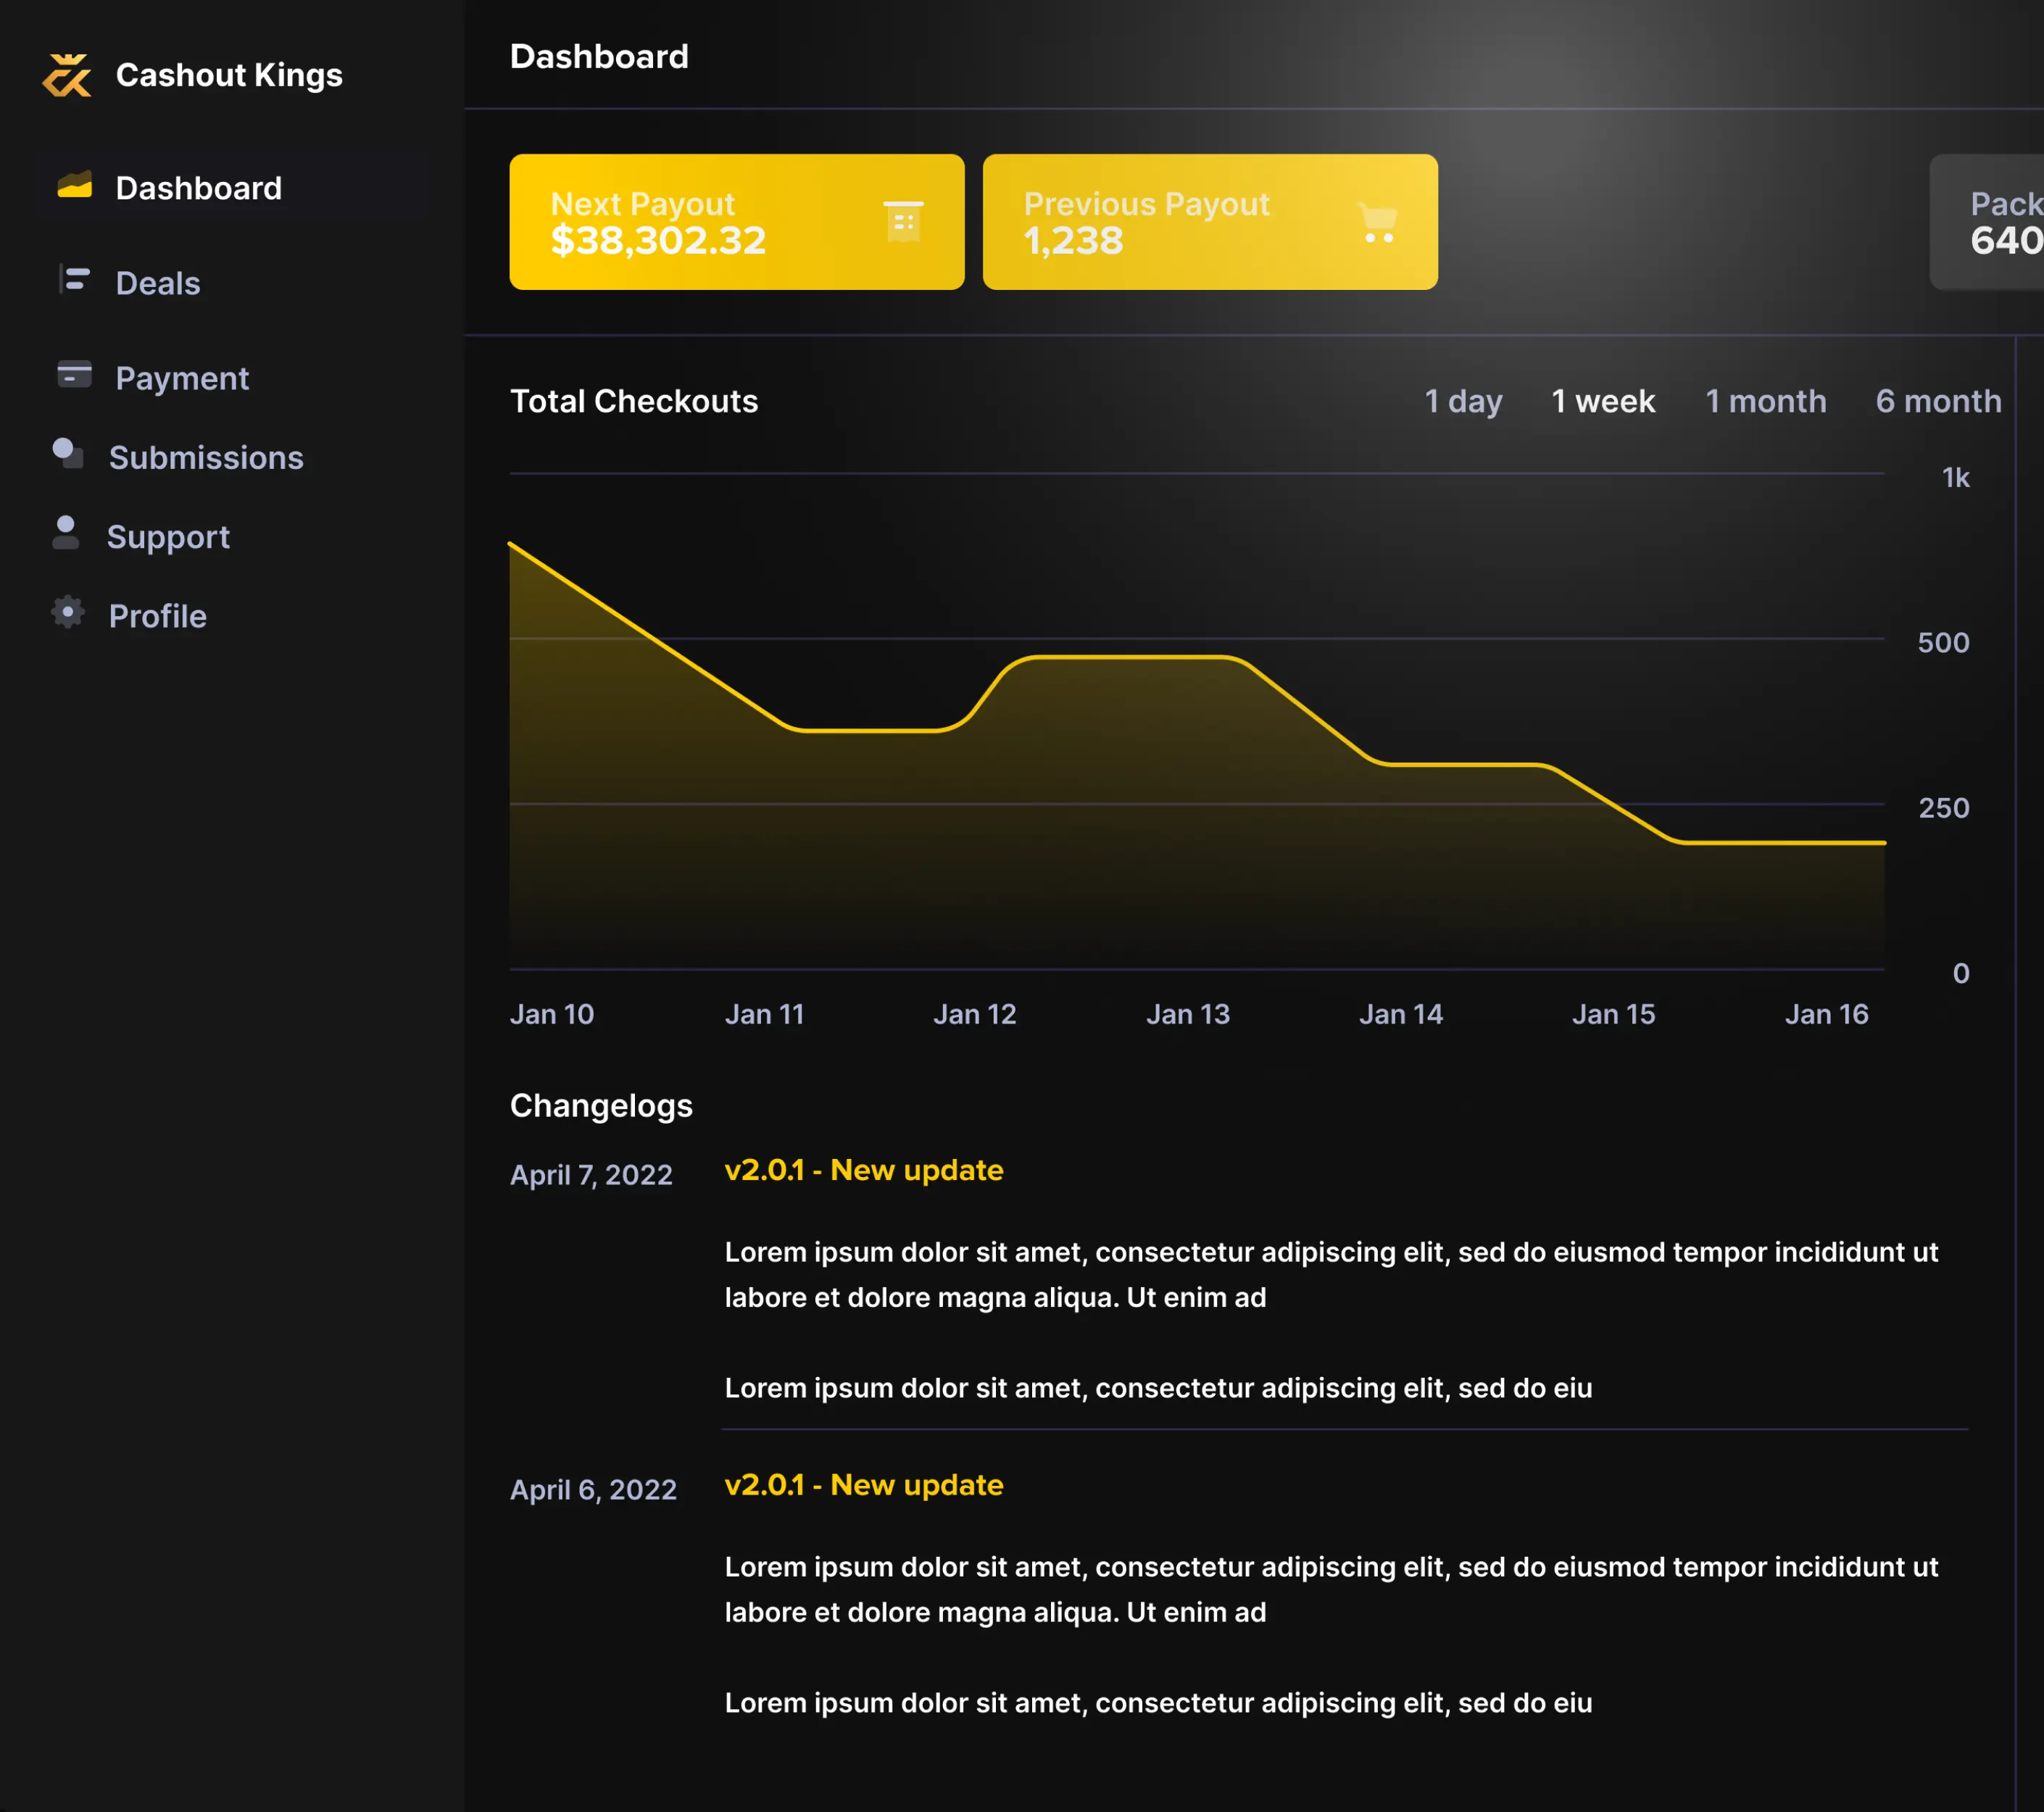 Cashout Kings
Dashboard
Deals
Payment
Submissions
Support
Profile
Dashboard
Next Payout
$38,302.32
Previous Payout
1,238
Pack
640
Total Checkouts
1 day 1 week 1 month 6 month
1k
500
250
0
Jan 10 Jan 11 Jan 12 Jan 13 Jan 14 Jan 15 Jan 16
Changelogs
April 7, 2022
v2.0.1 - New update
Lorem ipsum dolor sit amet, consectetur adipiscing elit, sed do eiusmod tempor incididunt ut
labore et dolore magna aliqua. Ut enim ad
Lorem ipsum dolor sit amet, consectetur adipiscing elit, sed do eiu
April 6, 2022
v2.0.1 - New update
Lorem ipsum dolor sit amet, consectetur adipiscing elit, sed do eiusmod tempor incididunt ut
labore et dolore magna aliqua. Ut enim ad
Lorem ipsum dolor sit amet, consectetur adipiscing elit, sed do eiu